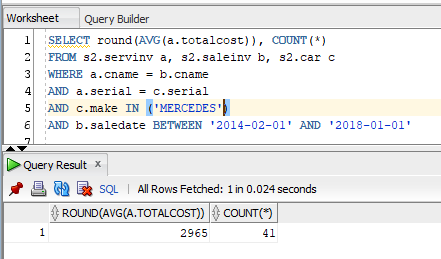 Worksheet Query Builder
1 SELECT round(AVG(a.totalcost)), COUNT(*)
2 FROM s2.servinv a, s2.saleinv b, s2.car c
3 WHERE a.cname = b.cname
4 AND a.serial = c.serial
5 AND c.make IN ('MERCEDES')
6 AND b.saledate BETWEEN '2014-02-01' AND '2018-01-01'
Query Result x
SQL | All Rows Fetched: 1 in 0.024 seconds
ROUND(AVG(A.TOTALCOST)) COUNT(*)
1 2965 41